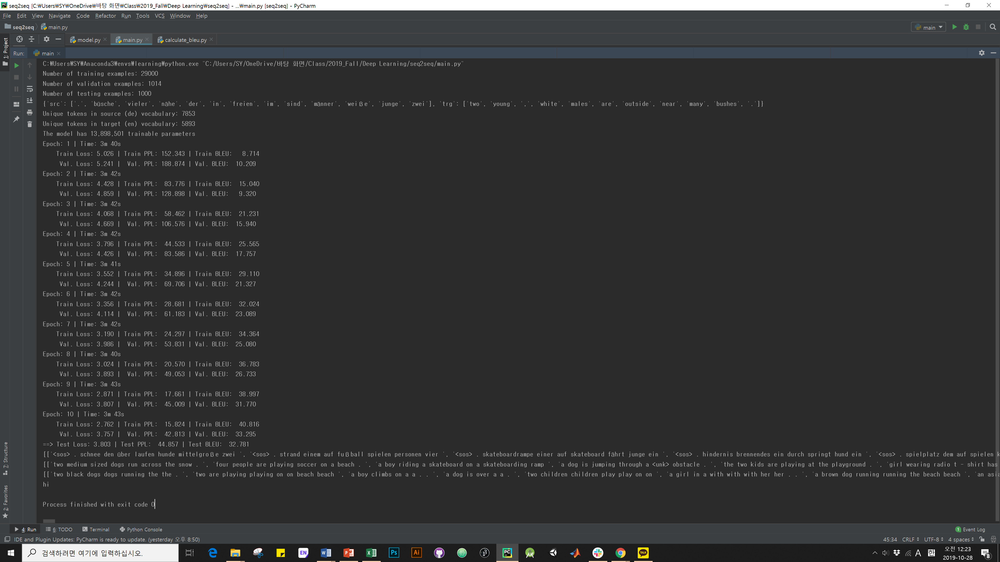 seq2seq [C:₩Users₩SY₩OneDrive₩바탕 화면₩Class₩2019_Fall₩Deep Learning₩seq2seq] - ...₩main.py [seq2seq] - PyCharm
File Edit View Navigate Code Refactor Run Tools VCS Window Help
seq2seq main.py main
1: Project model.py main.py calculate_bleu.py
Run: main
C:₩Users₩SY₩Anaconda3₩envs₩learning₩python.exe "C:/Users/SY/OneDrive/바탕 화면/Class/2019_Fall/Deep Learning/seq2seq/main.py"
Number of training examples: 29000
Number of validation examples: 1014
Number of testing examples: 1000
{'src': ['.', 'büsche', 'vieler', 'nähe', 'der', 'in', 'freien', 'im', 'sind', 'männer', 'weiße', 'junge', 'zwei'], 'trg': ['two', 'young', ',', 'white', 'males', 'are', 'outside', 'near', 'many', 'bushes', '.']}
Unique tokens in source (de) vocabulary: 7853
Unique tokens in target (en) vocabulary: 5893
The model has 13,898,501 trainable parameters
Epoch: 1 | Time: 3m 40s
Train Loss: 5.026 | Train PPL: 152.343 | Train BLEU: 8.714
Val. Loss: 5.241 | Val. PPL: 188.874 | Val. BLEU: 10.209
Epoch: 2 | Time: 3m 42s
Train Loss: 4.428 | Train PPL: 83.776 | Train BLEU: 15.040
Val. Loss: 4.859 | Val. PPL: 128.898 | Val. BLEU: 9.320
Epoch: 3 | Time: 3m 42s
Train Loss: 4.068 | Train PPL: 58.462 | Train BLEU: 21.231
Val. Loss: 4.669 | Val. PPL: 106.576 | Val. BLEU: 15.940
Epoch: 4 | Time: 3m 42s
Train Loss: 3.796 | Train PPL: 44.533 | Train BLEU: 25.565
Val. Loss: 4.426 | Val. PPL: 83.586 | Val. BLEU: 17.757
Epoch: 5 | Time: 3m 41s
Train Loss: 3.552 | Train PPL: 34.896 | Train BLEU: 29.110
Val. Loss: 4.244 | Val. PPL: 69.706 | Val. BLEU: 21.327
Epoch: 6 | Time: 3m 42s
Train Loss: 3.356 | Train PPL: 28.681 | Train BLEU: 32.024
Val. Loss: 4.114 | Val. PPL: 61.183 | Val. BLEU: 23.089
Epoch: 7 | Time: 3m 42s
Train Loss: 3.190 | Train PPL: 24.297 | Train BLEU: 34.364
Val. Loss: 3.986 | Val. PPL: 53.831 | Val. BLEU: 25.080
Epoch: 8 | Time: 3m 40s
Train Loss: 3.024 | Train PPL: 20.570 | Train BLEU: 36.783
Val. Loss: 3.893 | Val. PPL: 49.053 | Val. BLEU: 26.733
Epoch: 9 | Time: 3m 43s
Train Loss: 2.871 | Train PPL: 17.661 | Train BLEU: 38.997
Val. Loss: 3.807 | Val. PPL: 45.009 | Val. BLEU: 31.770
Epoch: 10 | Time: 3m 43s
Train Loss: 2.762 | Train PPL: 15.824 | Train BLEU: 40.816
Val. Loss: 3.757 | Val. PPL: 42.813 | Val. BLEU: 33.295
==> Test Loss: 3.803 | Test PPL: 44.857 | Test BLEU: 32.781
[['<sos> . schnee den über laufen hunde mittelgroße zwei ', '<sos> . strand einem auf fußball spielen personen vier ', '<sos> . skateboardrampe einer auf skateboard fährt junge ein ', '<sos> . hindernis brennendes ein durch springt hund ein ', '<sos> . spielplatz dem auf spielen k
[['two medium sized dogs run across the snow . ', 'four people are playing soccer on a beach . ', 'a boy riding a skateboard on a skateboarding ramp ', 'a dog is jumping through a <unk> obstacle . ', 'the two kids are playing at the playground . ', 'girl wearing radio t - shirt has
[['two black dogs dogs running the the . ', 'two are playing playing on on beach beach ', 'a boy climbs on a a . . ', 'a dog is over a a . ', 'two children children play play on on ', 'a girl in a with with with her her . . ', 'a brown dog running running the beach beach ', 'an asia
hi
Process finished with exit code 0
7: Structure
2: Favorites
4: Run 6: TODO Terminal Python Console 1 Event Log
IDE and Plugin Updates: PyCharm is ready to update. (yesterday 오후 8:50) 45:34 CRLF UTF-8 4 spaces
검색하려면 여기에 입력하십시오. EN Ps Ai PC TALK A 한 오전 12:23
2019-10-28 8